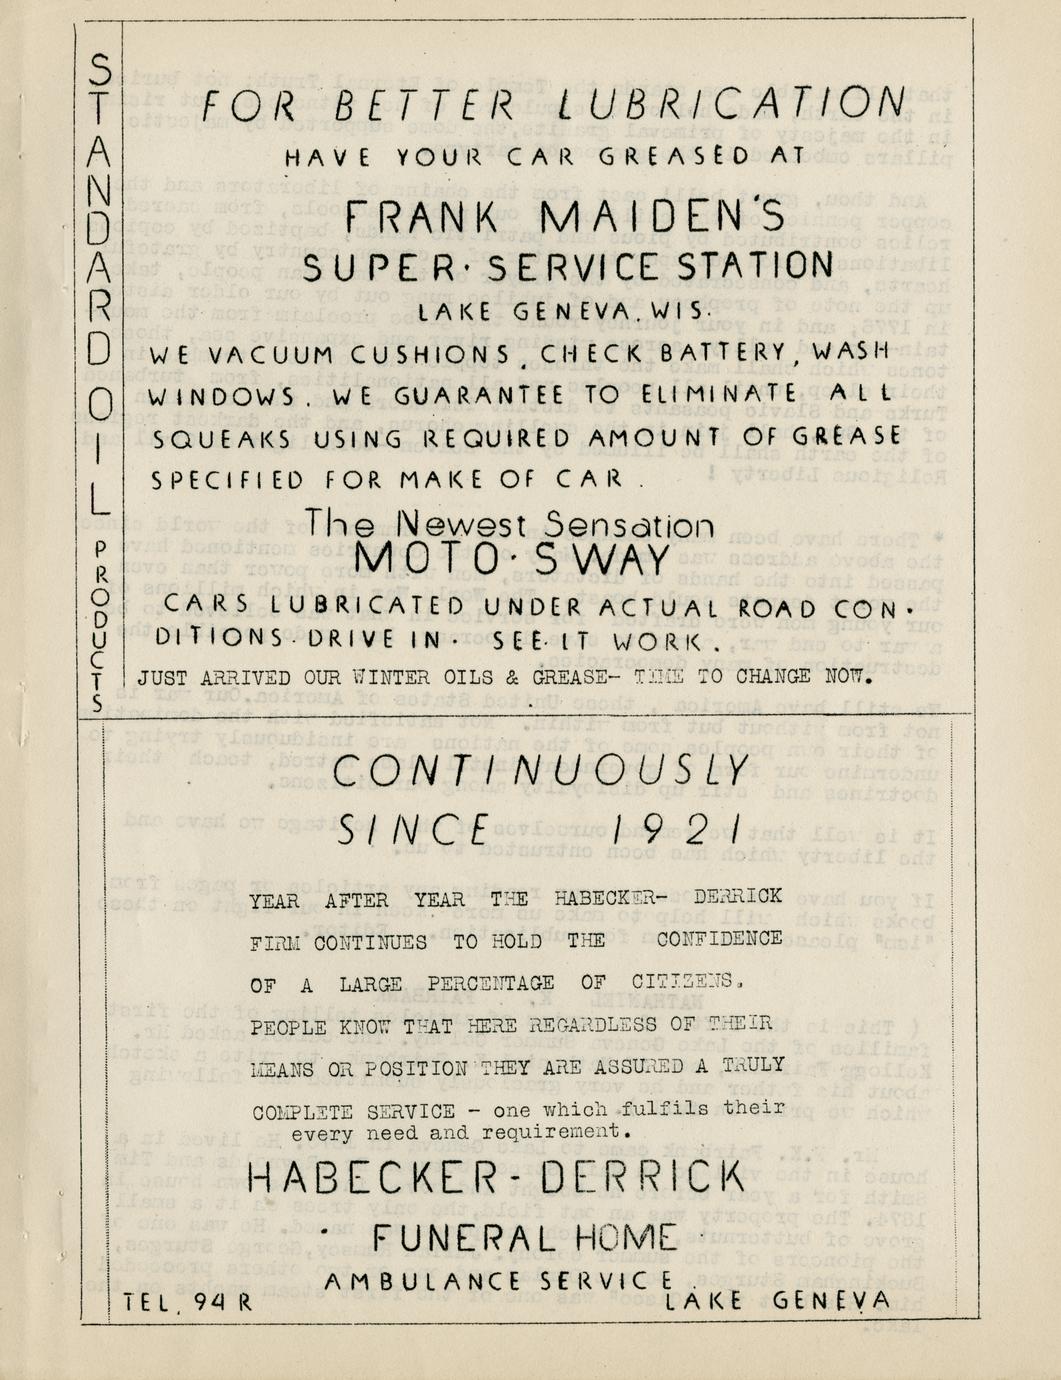 STANDARD OIL PRODUCTS
FOR BETTER LUBRICATION
HAVE YOUR CAR GREASED AT
FRANK MAIDEN'S
SUPER·SERVICE STATION
LAKE GENEVA, WIS.
WE VACUUM CUSHIONS, CHECK BATTERY, WASH
WINDOWS. WE GUARANTEE TO ELIMINATE ALL
SQUEAKS USING REQUIRED AMOUNT OF GREASE
SPECIFIED FOR MAKE OF CAR.
The Newest Sensation
MOTO·SWAY
CARS LUBRICATED UNDER ACTUAL ROAD CON·
DITIONS·DRIVE IN· SEE·IT WORK.
JUST ARRIVED OUR WINTER OILS & GREASE- TIME TO CHANGE NOW.
CONTINUOUSLY
SINCE 1921
YEAR AFTER YEAR THE HABECKER- DERRICK
FIRM CONTINUES TO HOLD THE CONFIDENCE
OF A LARGE PERCENTAGE OF CITIZENS.
PEOPLE KNOW THAT HERE REGARDLESS OF THEIR
MEANS OR POSITION THEY ARE ASSURED A TRULY
COMPLETE SERVICE - one which fulfils their
every need and requirement.
HABECKER-DERRICK
· FUNERAL HOME ·
AMBULANCE SERVICE.
TEL. 94 R LAKE GENEVA